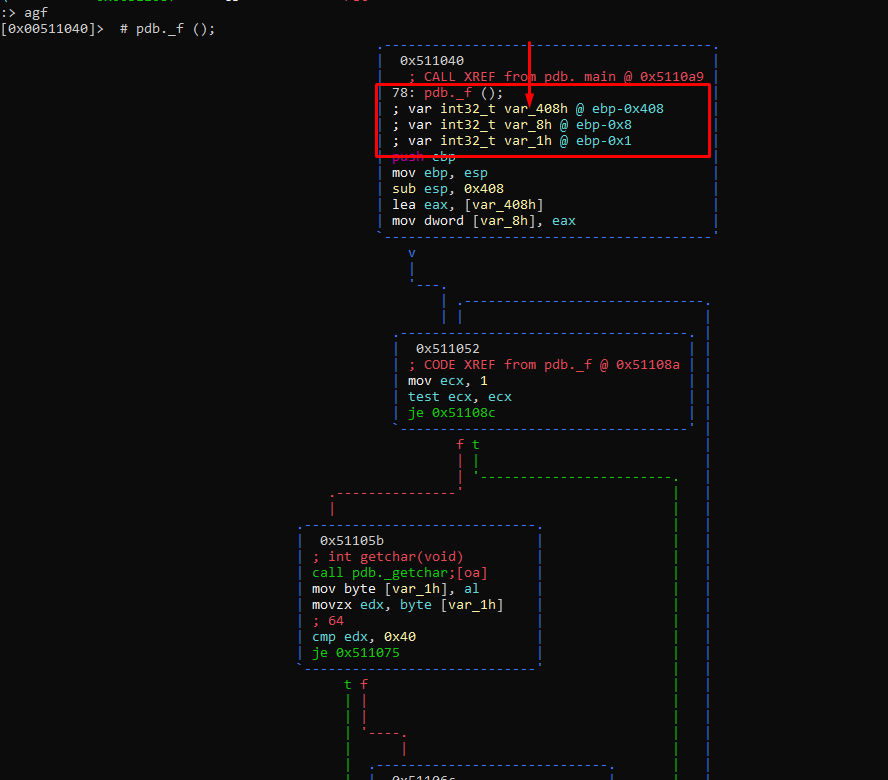 :> agf
[0x00511040]>  # pdb._f ();
0x511040
; CALL XREF from pdb._main @ 0x5110a9
78: pdb._f ();
; var int32_t var_408h @ ebp-0x408
; var int32_t var_8h @ ebp-0x8
; var int32_t var_1h @ ebp-0x1
push ebp
mov ebp, esp
sub esp, 0x408
lea eax, [var_408h]
mov dword [var_8h], eax
v
0x511052
; CODE XREF from pdb._f @ 0x51108a
mov ecx, 1
test ecx, ecx
je 0x51108c
f t
0x51105b
; int getchar(void)
call pdb._getchar;[oa]
mov byte [var_1h], al
movzx edx, byte [var_1h]
; 64
cmp edx, 0x40
je 0x511075
t f